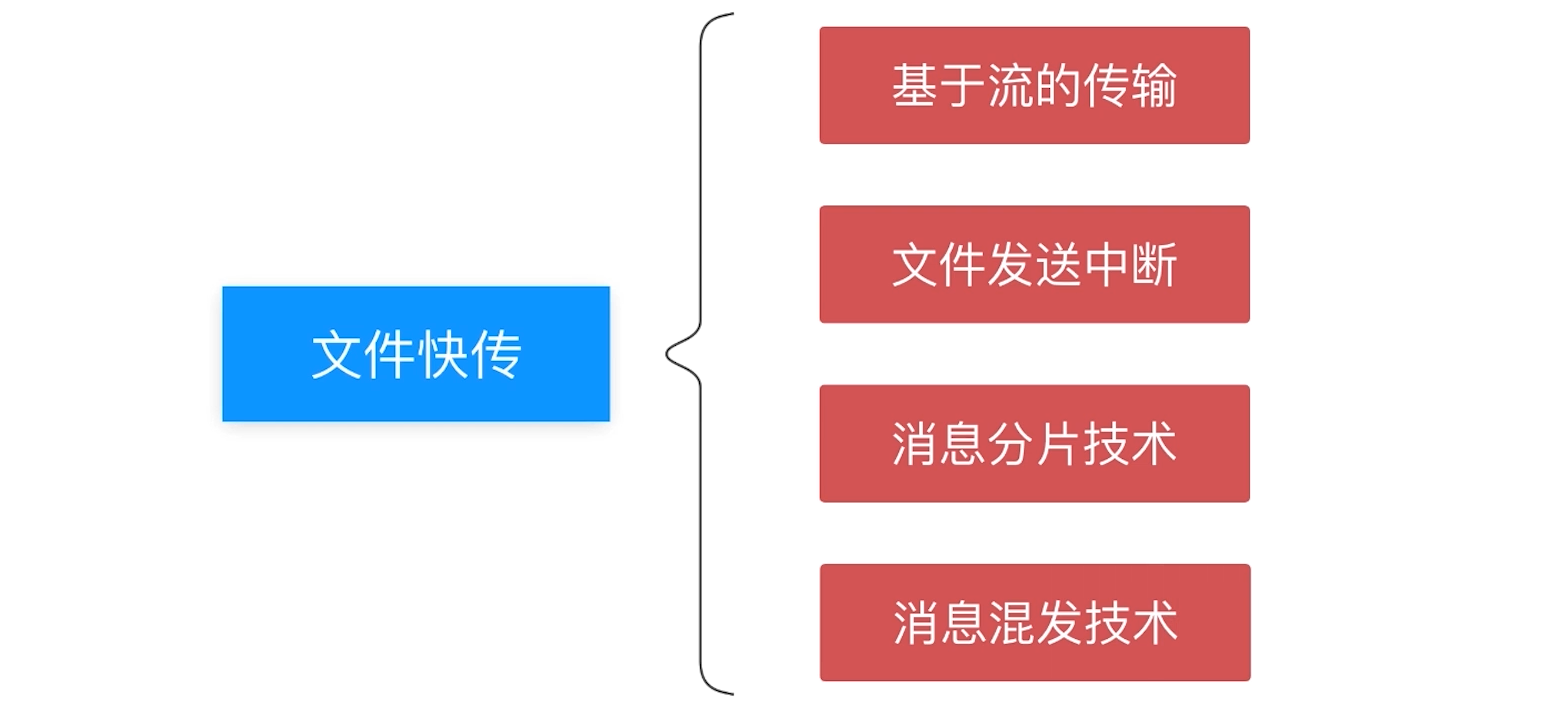 文件快传
基于流的传输
文件发送中断
消息分片技术
消息混发技术